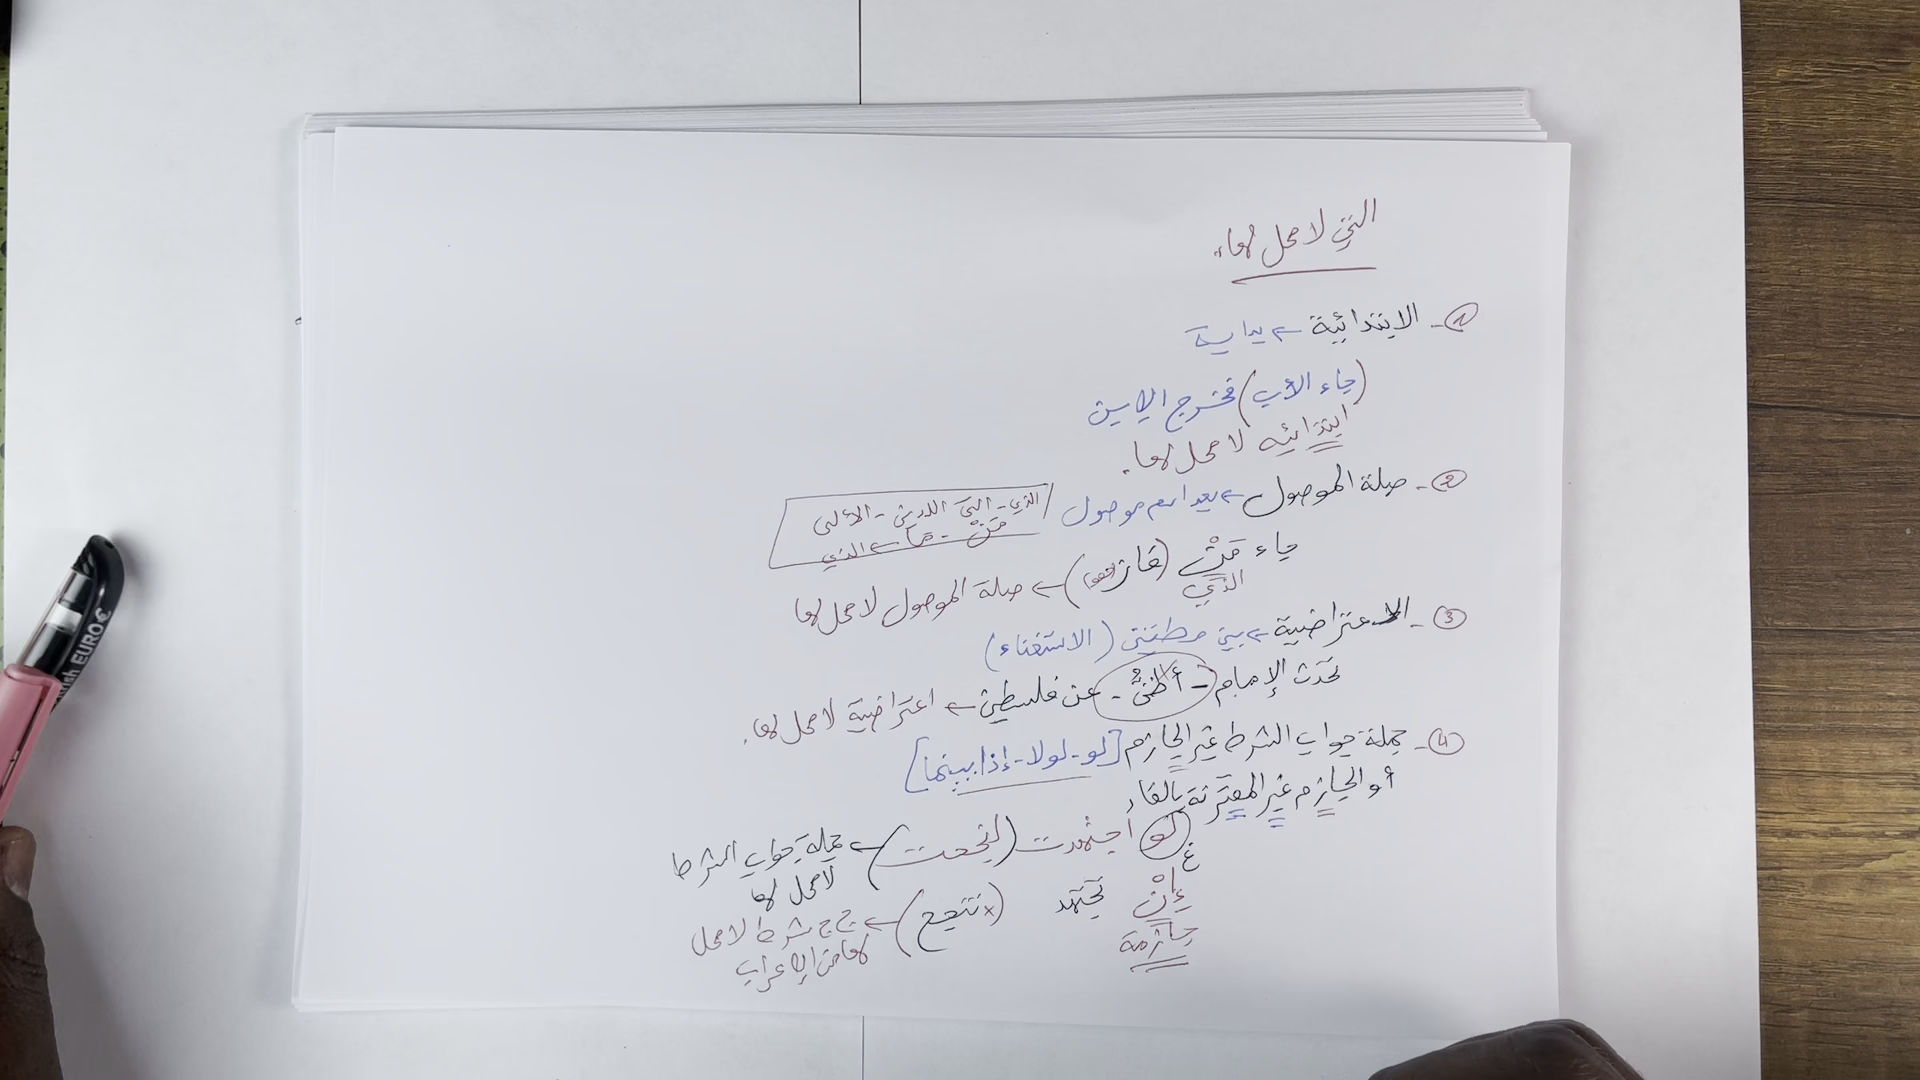 التي لا محل لها
1- الابتدائية ← بداية
(جاء الأب) فخرج الابن
ابتدائية لا محل لها.
2- صلة الموصول ← بعد اسم موصول
الذي - التي الذين - الألى
مَنْ - ما ← الذي
جاء مَنْ (فاز هو) ← صلة الموصول لا محل لها
الذي
3- الاعتراضية ← بين مطتين (الاستغناء)
تحدث الإمام - أظنُّ - عن فلسطين ← اعتراضية لا محل لها.
4- جملة جواب الشرط غير الجازم [لو - لولا - إذا بينما]
أو الجازم غير المقترنة بالفاء
لو اجتهدت (لنجحت) ← جملة جواب الشرط
لا محل لها
غ
إنْ تجتهد (x تنجح) ← ج ج شرط لا محل
لها من الإعراب
جازمة
EURO€